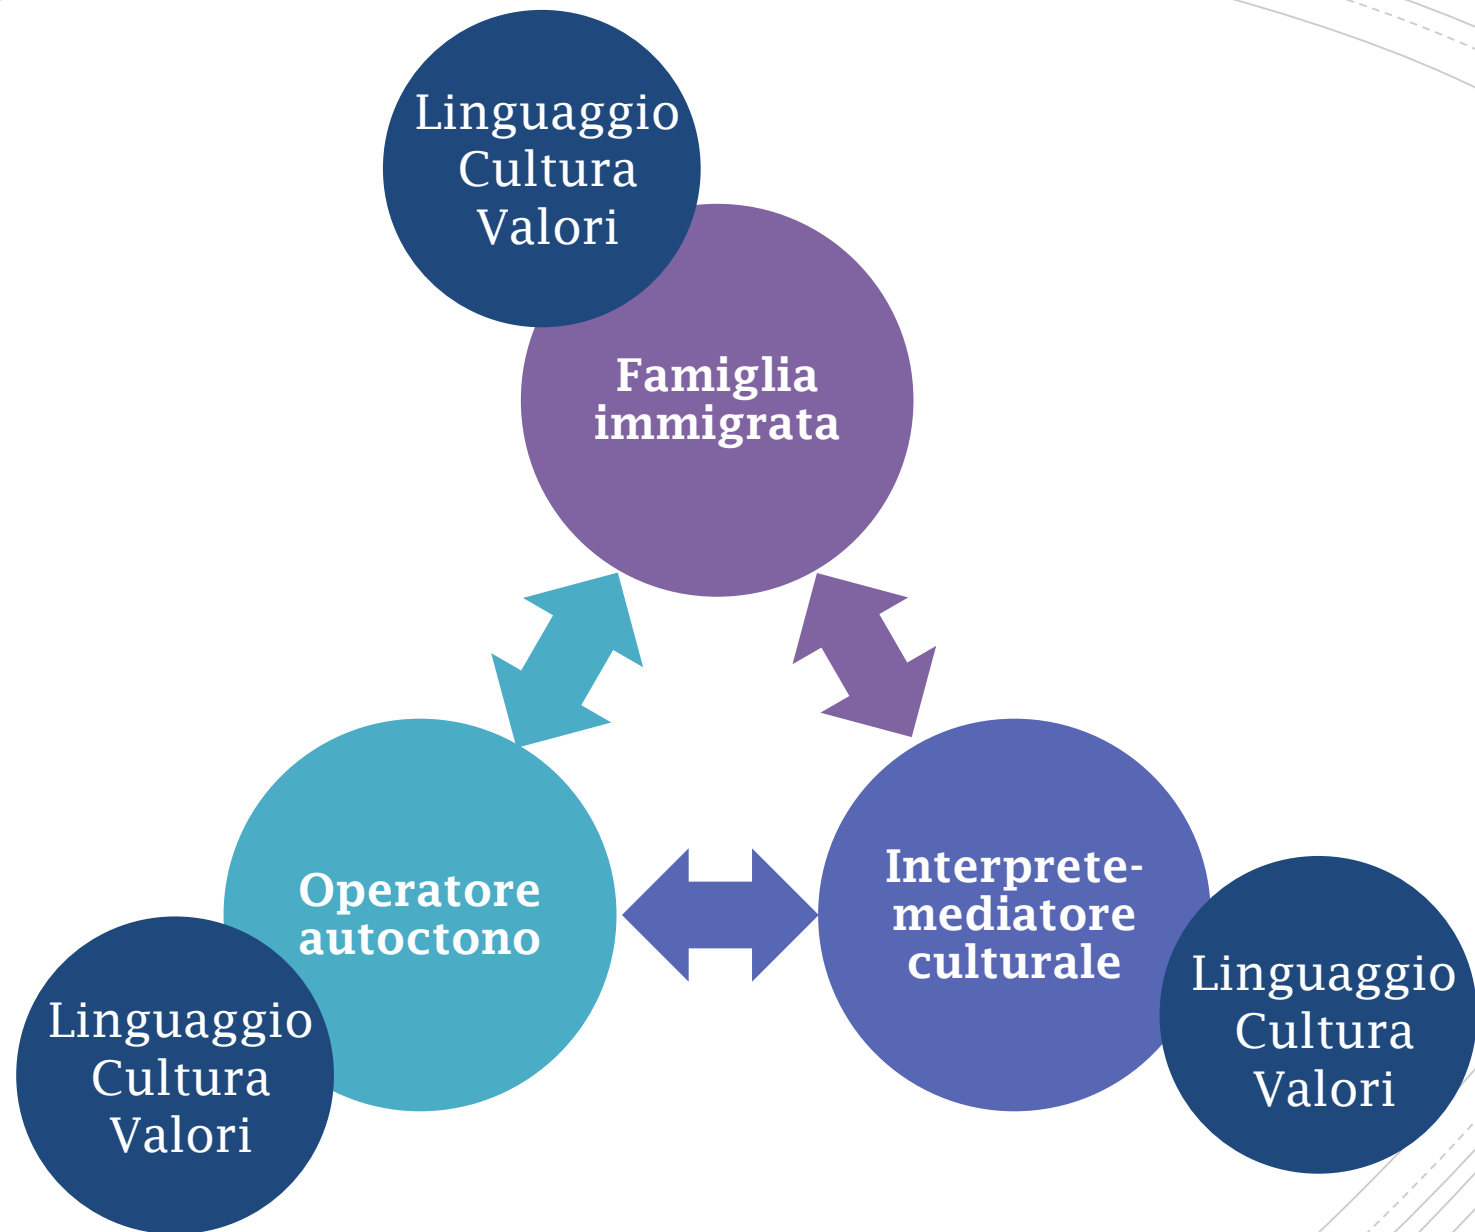 Linguaggio
Cultura
Valori
Famiglia
immigrata
Operatore
autoctono
Linguaggio
Cultura
Valori
Interprete-
mediatore
culturale
Linguaggio
Cultura
Valori